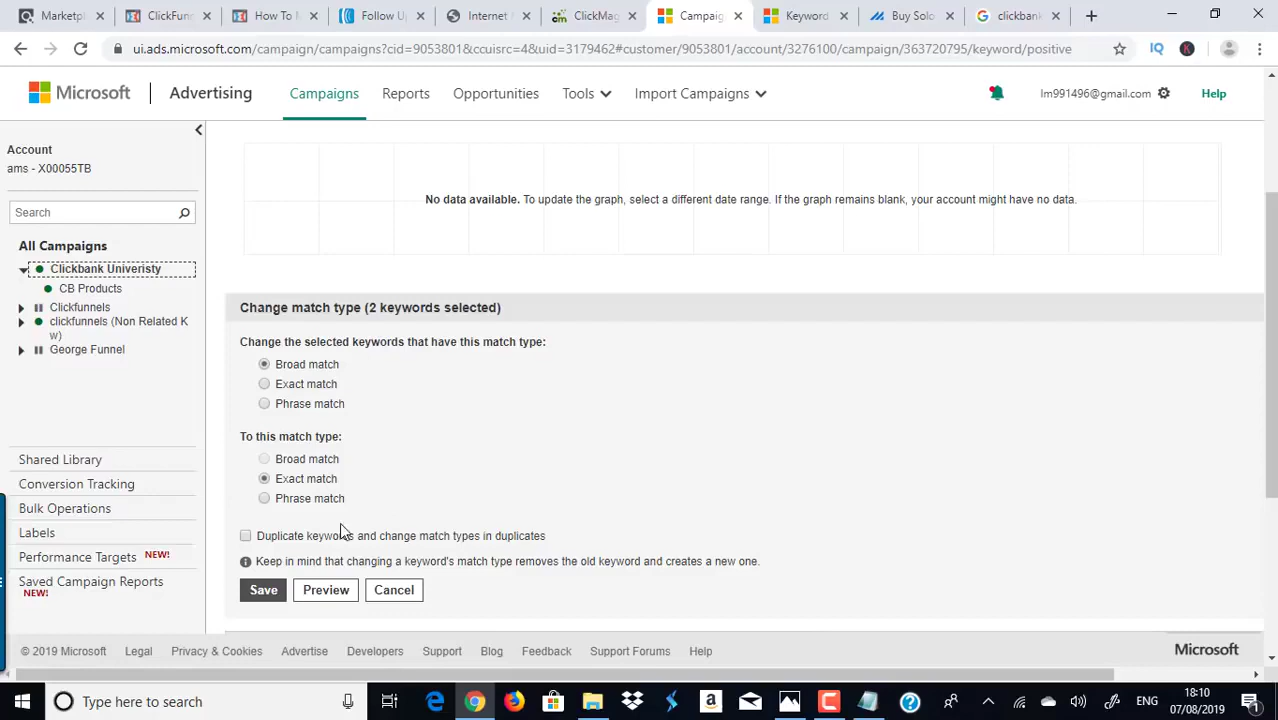 Marketpl
ClickFunn
How To F
Follow Up
Internet M
ClickMag
Campaig
Keyword
Buy Solo
clickbank
ui.ads.microsoft.com/campaign/campaigns?cid=9053801&ccuisrc=4&uid=3179462#customer/9053801/account/3276100/campaign/363720795/keyword/positive
Microsoft Advertising Campaigns Reports Opportunities Tools Import Campaigns lm991496@gmail.com Help
Account
ams - X00055TB
Search
All Campaigns
Clickbank Univeristy
CB Products
Clickfunnels
clickfunnels (Non Related K
w)
George Funnel
Shared Library
Conversion Tracking
Bulk Operations
Labels
Performance Targets NEW!
Saved Campaign Reports
NEW!
No data available. To update the graph, select a different date range. If the graph remains blank, your account might have no data.
Change match type (2 keywords selected)
Change the selected keywords that have this match type:
Broad match
Exact match
Phrase match
To this match type:
Broad match
Exact match
Phrase match
Duplicate keywords and change match types in duplicates
Keep in mind that changing a keyword's match type removes the old keyword and creates a new one.
Save Preview Cancel
© 2019 Microsoft Legal Privacy & Cookies Advertise Developers Support Blog Feedback Support Forums Help Microsoft
Type here to search
ENG
18:10
07/08/2019